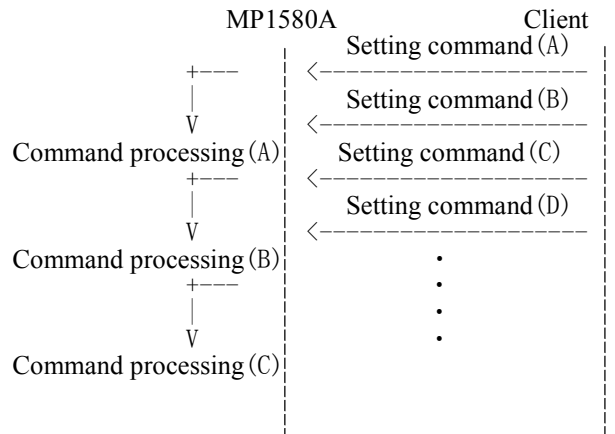 MP1580A Client
Setting command(A)
Setting command(B)
Command processing(A) Setting command(C)
Setting command(D)
Command processing(B)
Command processing(C)